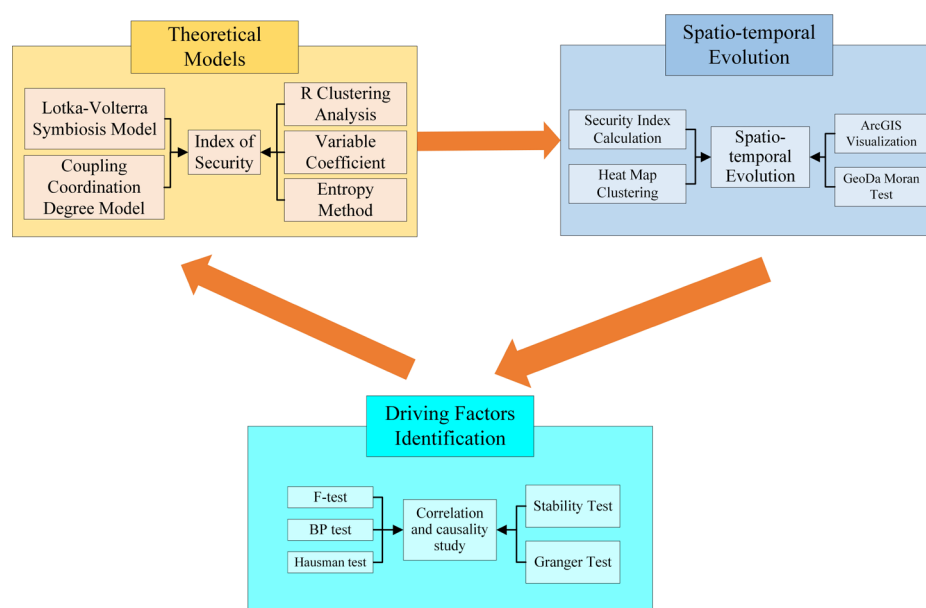 Theoretical
Models
Lotka-Volterra
Symbiosis Model
Coupling
Coordination
Degree Model
Index of
Security
R Clustering
Analysis
Variable
Coefficient
Entropy
Method
Spatio-temporal
Evolution
Security Index
Calculation
Heat Map
Clustering
Spatio-
temporal
Evolution
ArcGIS
Visualization
GeoDa Moran
Test
Driving Factors
Identification
F-test
BP test
Hausman test
Correlation
and causality
study
Stability Test
Granger Test